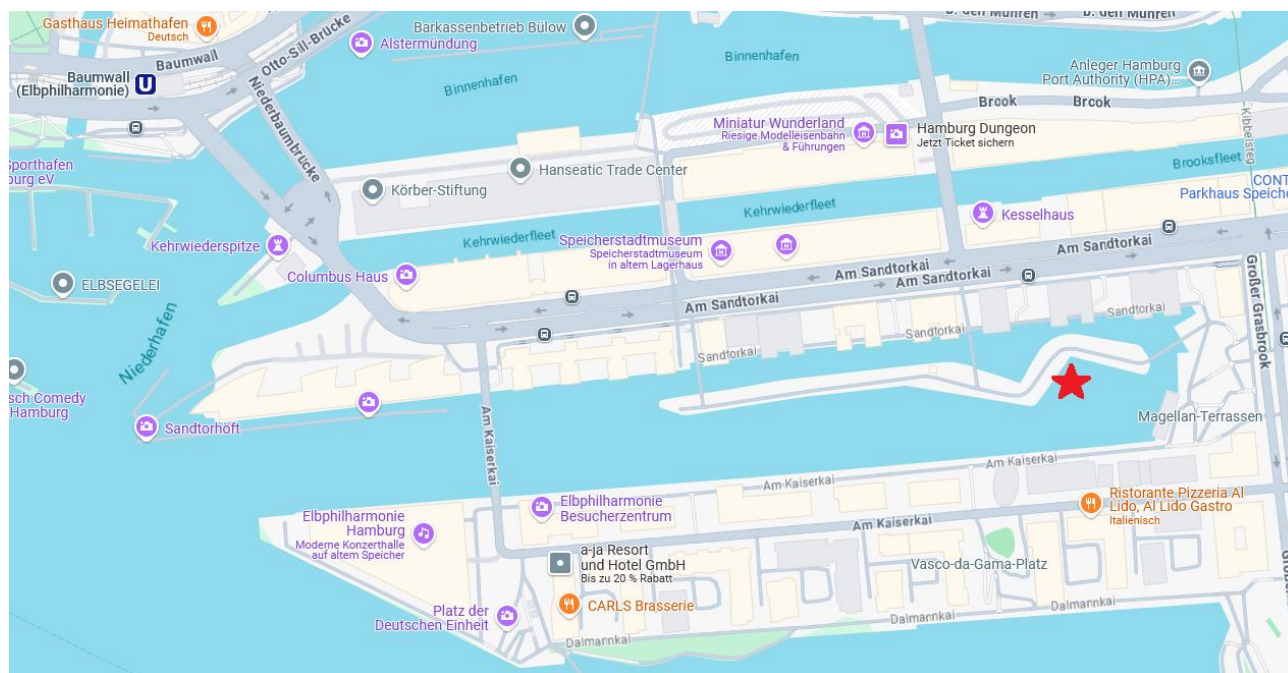 Gasthaus Heimathafen
Deutsch
Barkassenbetrieb Bülow
Alstermündung
Otto-Sill-Brücke
Baumwall
Baumwall
(Elbphilharmonie)
Niederbaumbrücke
Binnenhafen
Binnenhafen
Anleger Hamburg
Port Authority (HPA)...
Brook
Brook
Kibbelsteg
Miniatur Wunderland
Riesige Modelleisenbahn
& Führungen
Hamburg Dungeon
Jetzt Ticket sichern
Hanseatic Trade Center
Körber-Stiftung
Brooksfleet
CONT
Parkhaus Speiche
Kesselhaus
Kehrwiederfleet
Kehrwiederfleet
Kehrwiederspitze
Columbus Haus
Speicherstadtmuseum
Speicherstadtmuseum
in altem Lagerhaus
Am Sandtorkai
Am Sandtorkai
Am Sandtorkai
Am Sandtorkai
Sandtorkai
Sandtorkai
Sandtorkai
Großer Grasbrook
ELBSEGELEI
Niederhafen
sch Comedy
Hamburg
Sandtorhöft
Am Kaiserkai
Magellan-Terrassen
Am Kaiserkai
Am Kaiserkai
Am Kaiserkai
Ristorante Pizzeria Al
Lido, Al Lido Gastro
Italienisch
Elbphilharmonie
Besucherzentrum
Elbphilharmonie
Hamburg
Moderne Konzerthalle
auf altem Speicher
a-ja Resort
und Hotel GmbH
Bis zu 20 % Rabatt
Vasco-da-Gama-Platz
CARLS Brasserie
Platz der
Deutschen Einheit
Dalmannkai
Dalmannkai